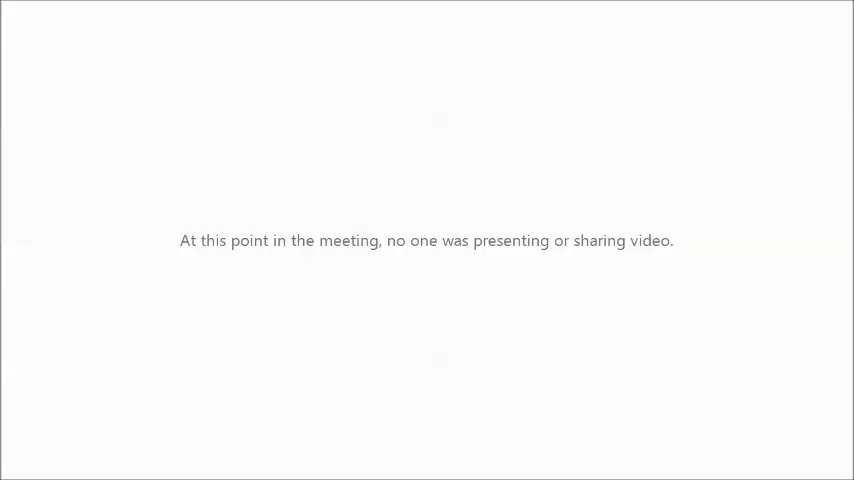 At this point in the meeting, no one was presenting or sharing video.